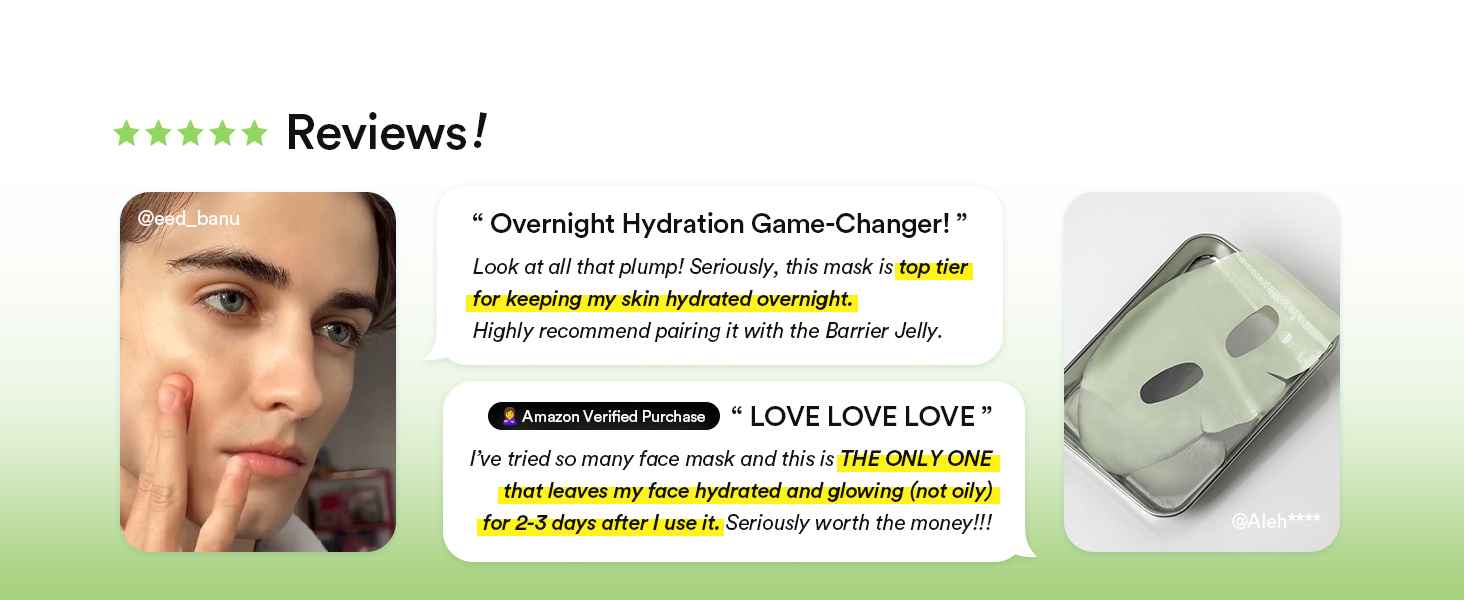 Reviews!
@eed_banu
“ Overnight Hydration Game-Changer! ”
Look at all that plump! Seriously, this mask is top tier
for keeping my skin hydrated overnight.
Highly recommend pairing it with the Barrier Jelly.
Amazon Verified Purchase “ LOVE LOVE LOVE ”
I’ve tried so many face mask and this is THE ONLY ONE
that leaves my face hydrated and glowing (not oily)
for 2-3 days after I use it. Seriously worth the money!!!
@Aleh****